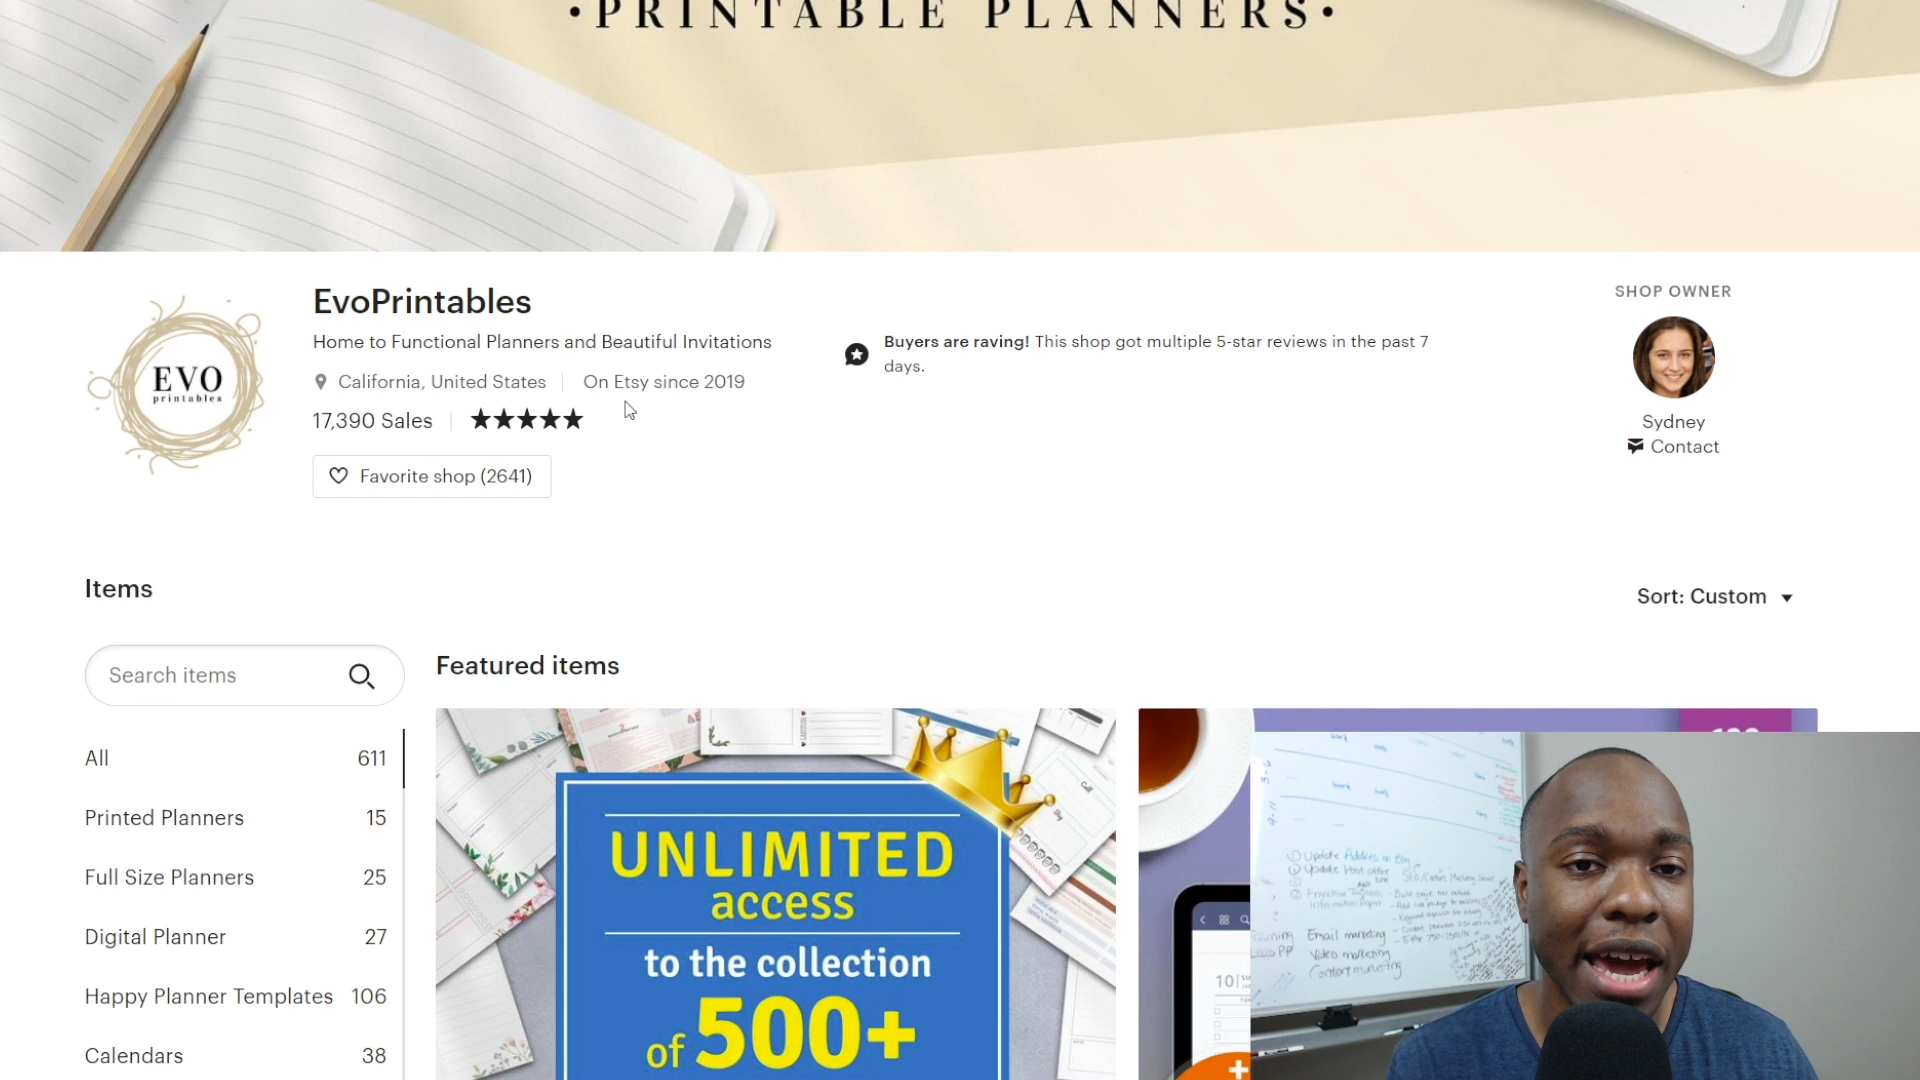 •PRINTABLE PLANNERS•
EVO
printables
EvoPrintables
Home to Functional Planners and Beautiful Invitations
California, United States
On Etsy since 2019
17,390 Sales
Favorite shop (2641)
Buyers are raving! This shop got multiple 5-star reviews in the past 7
days.
SHOP OWNER
Sydney
Contact
Items
Sort: Custom
Search items
All 611
Printed Planners 15
Full Size Planners 25
Digital Planner 27
Happy Planner Templates 106
Calendars 38
Featured items
UNLIMITED
access
to the collection
of 500+
10
+
Update
Update
Email marketing
Video marketing
Content marketing